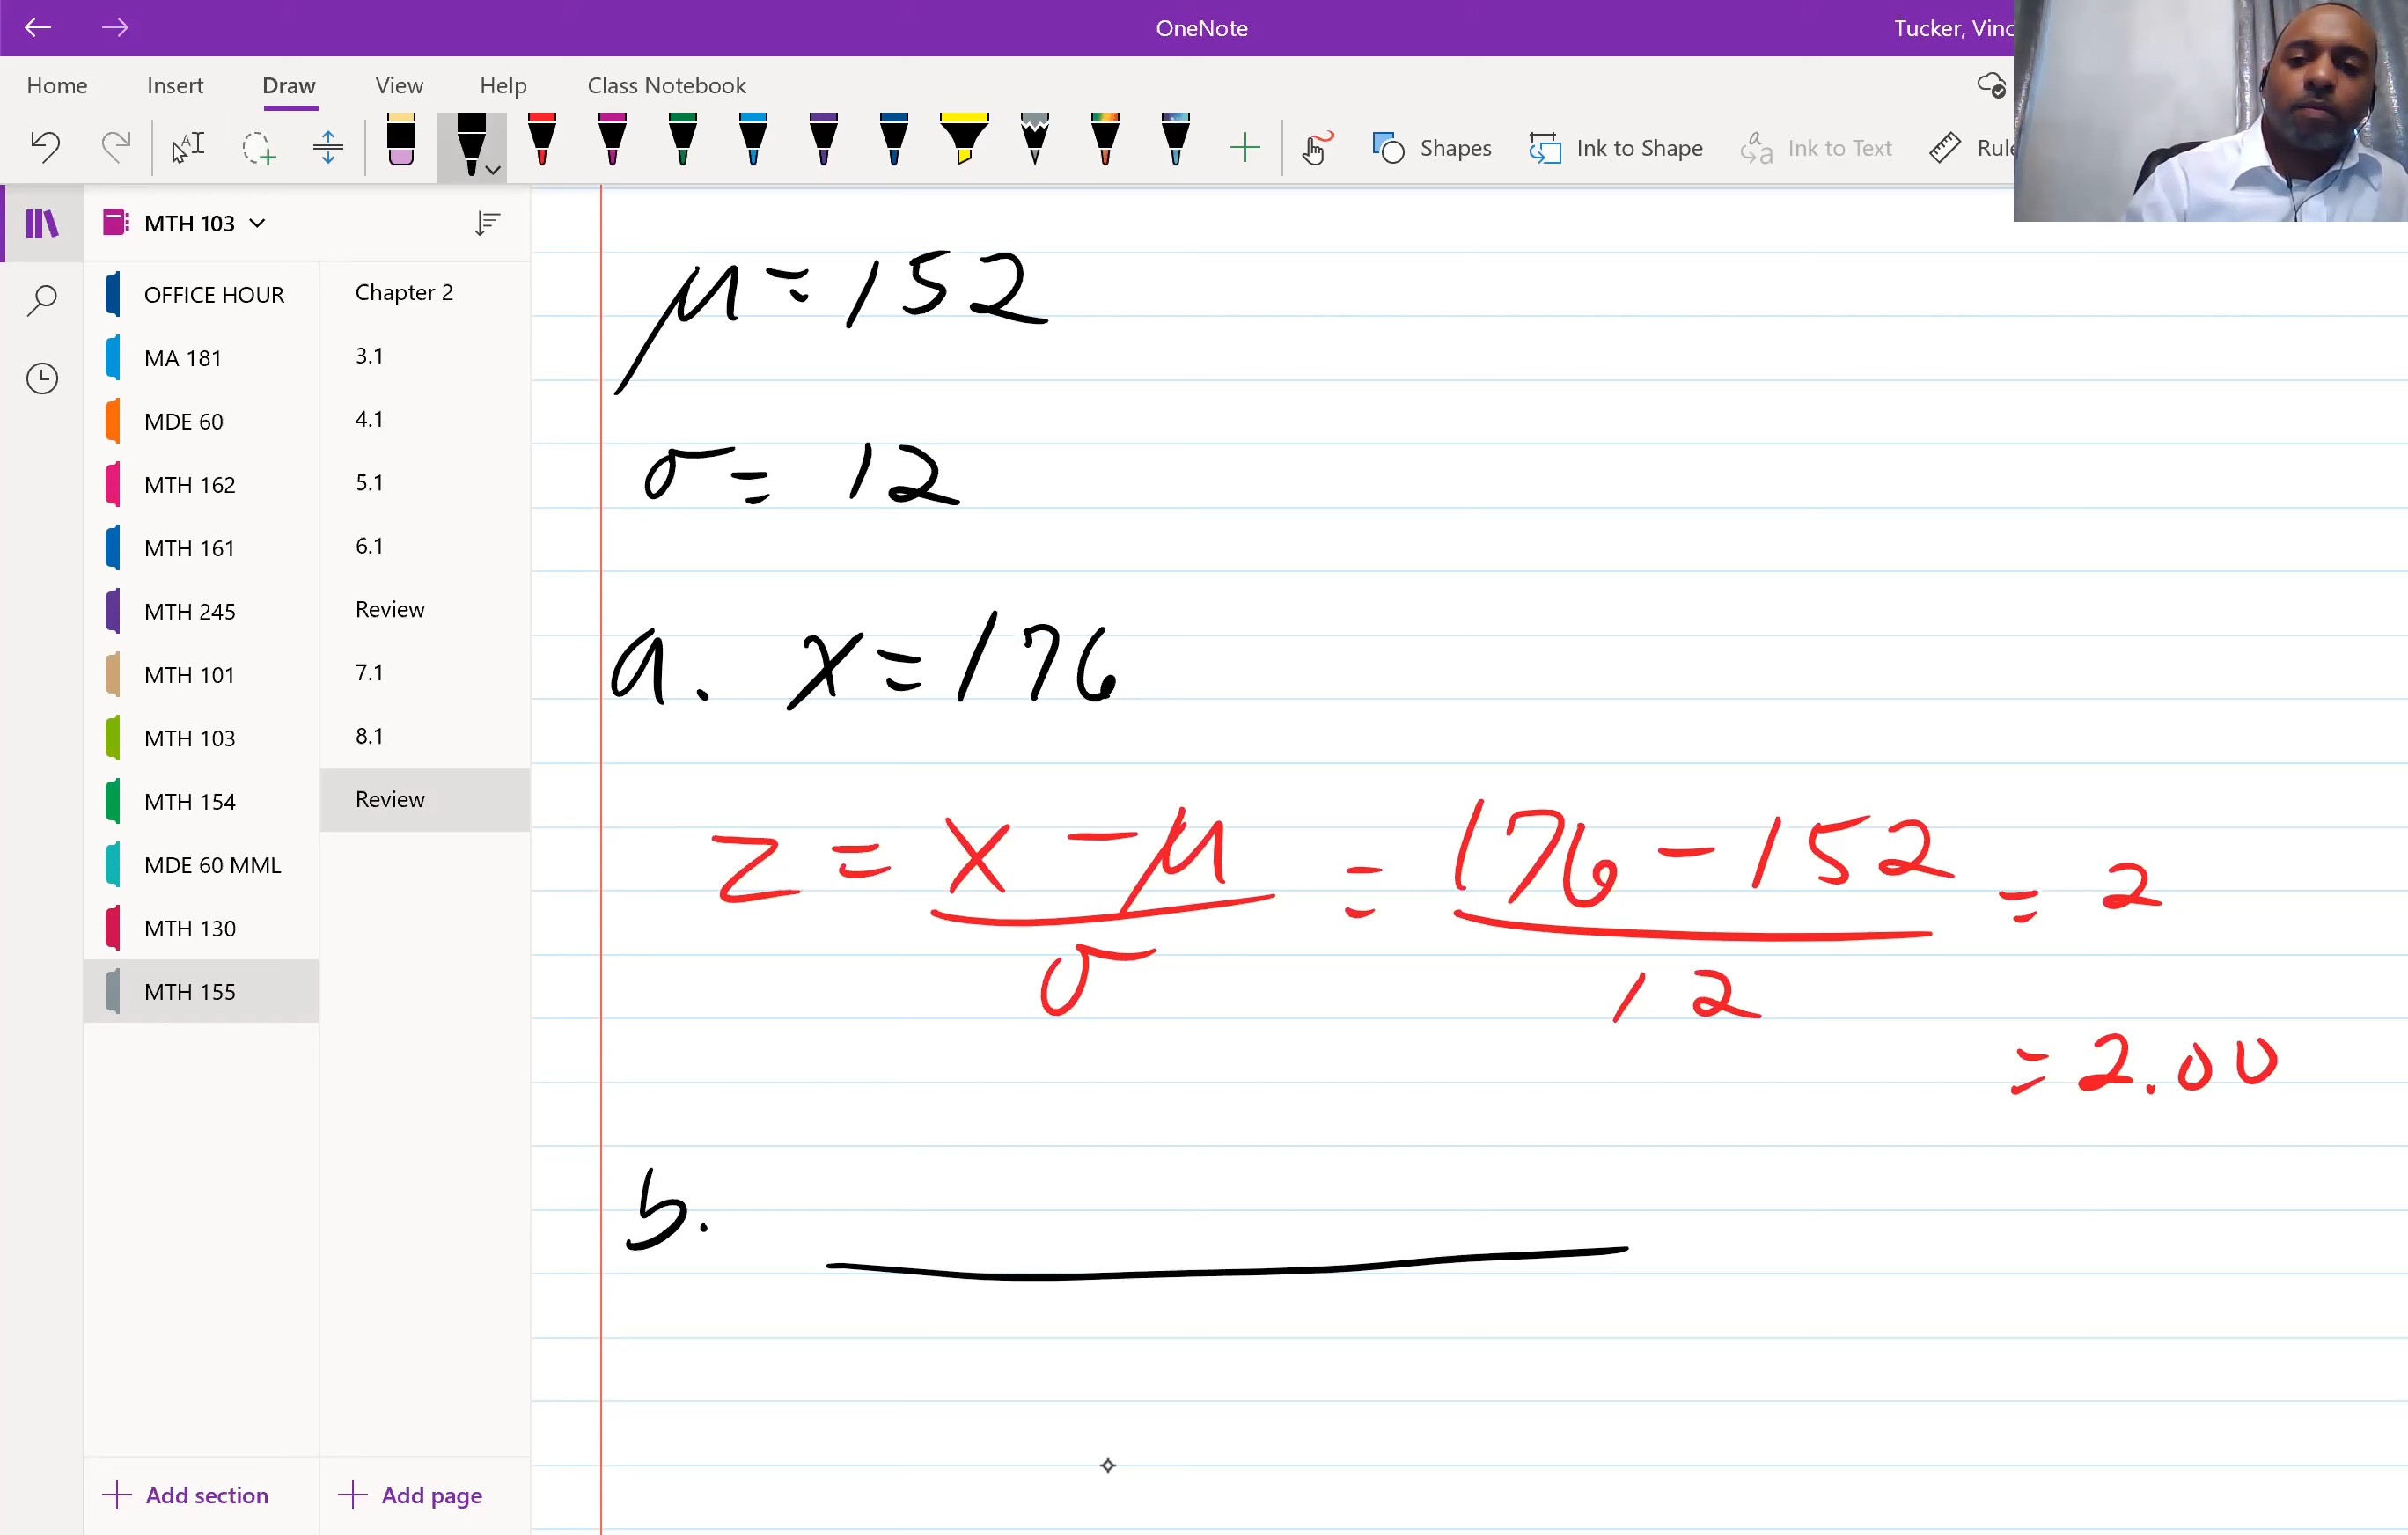 OneNote
Tucker, Vinc
Home Insert Draw View Help Class Notebook
Shapes Ink to Shape Ink to Text Rule
MTH 103
OFFICE HOUR
MA 181
MDE 60
MTH 162
MTH 161
MTH 245
MTH 101
MTH 103
MTH 154
MDE 60 MML
MTH 130
MTH 155
Add section
Chapter 2
3.1
4.1
5.1
6.1
Review
7.1
8.1
Review
Add page
μ = 152
σ = 12
a. x = 176
z = x - μ / σ = 176 - 152 / 12 = 2
= 2.00
b.